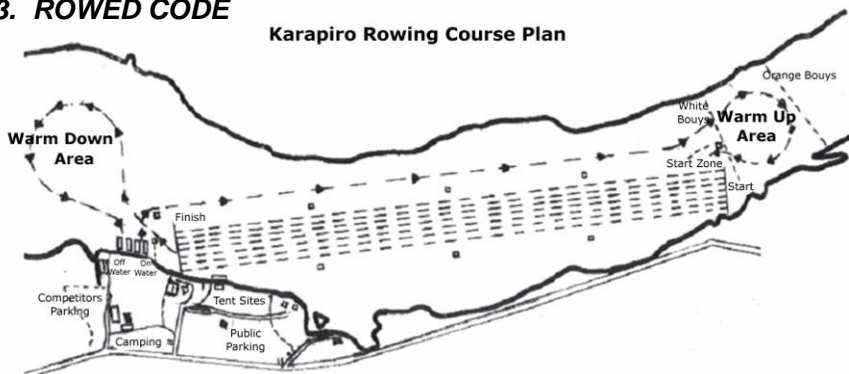 3. ROWED CODE
Karapiro Rowing Course Plan
Orange Bouys
White
Bouys
Warm Up
Area
Warm Down
Area
Start Zone
Start
Finish
Off
Water
On
Water
Competitors
Parking
Tent Sites
Public
Parking
Camping